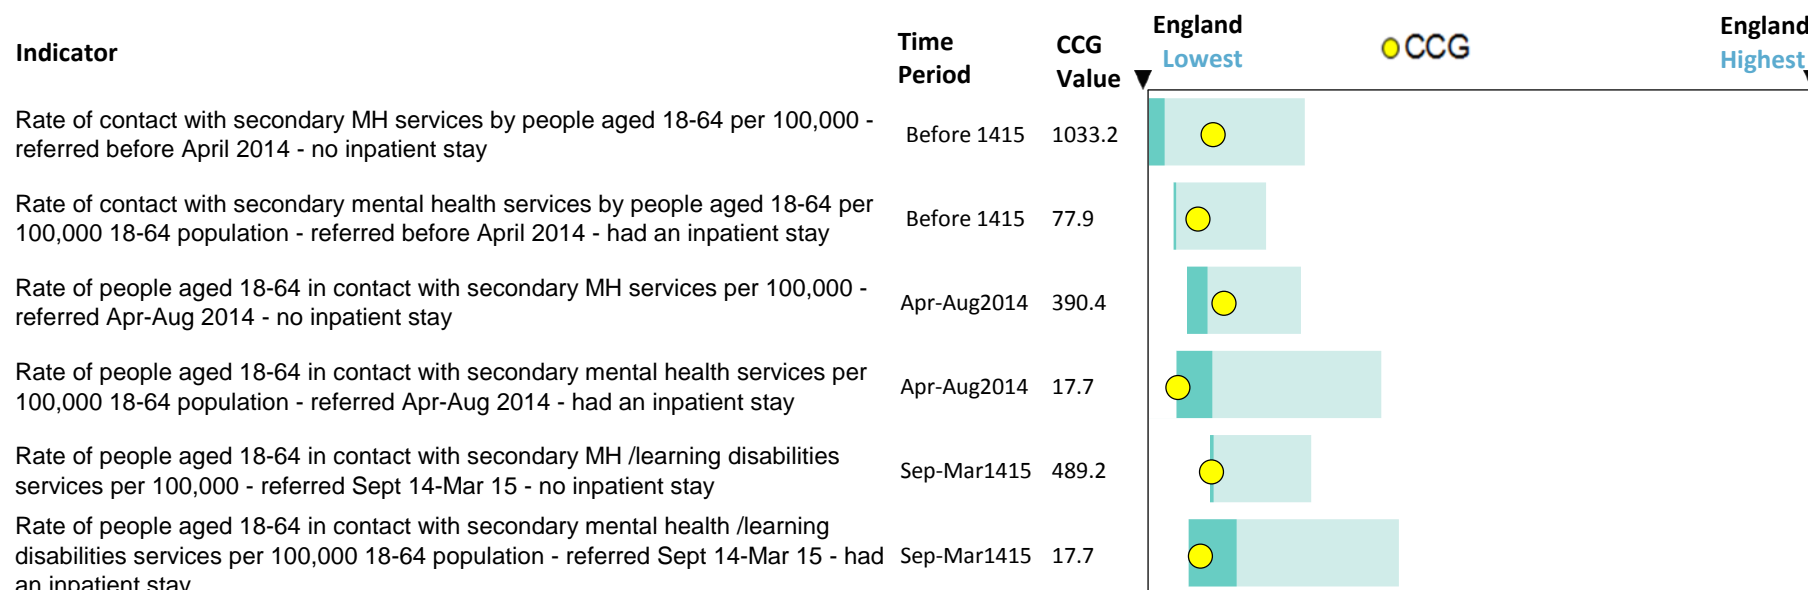 Indicator
Time Period
CCG Value
England Lowest
CCG
England Highest
Rate of contact with secondary MH services by people aged 18-64 per 100,000 -
referred before April 2014 - no inpatient stay
Before 1415 1033.2
Rate of contact with secondary mental health services by people aged 18-64 per
100,000 18-64 population - referred before April 2014 - had an inpatient stay
Before 1415 77.9
Rate of people aged 18-64 in contact with secondary MH services per 100,000 -
referred Apr-Aug 2014 - no inpatient stay
Apr-Aug2014 390.4
Rate of people aged 18-64 in contact with secondary mental health services per
100,000 18-64 population - referred Apr-Aug 2014 - had an inpatient stay
Apr-Aug2014 17.7
Rate of people aged 18-64 in contact with secondary MH /learning disabilities
services per 100,000 - referred Sept 14-Mar 15 - no inpatient stay
Sep-Mar1415 489.2
Rate of people aged 18-64 in contact with secondary mental health /learning
disabilities services per 100,000 18-64 population - referred Sept 14-Mar 15 - had
an inpatient stay
Sep-Mar1415 17.7